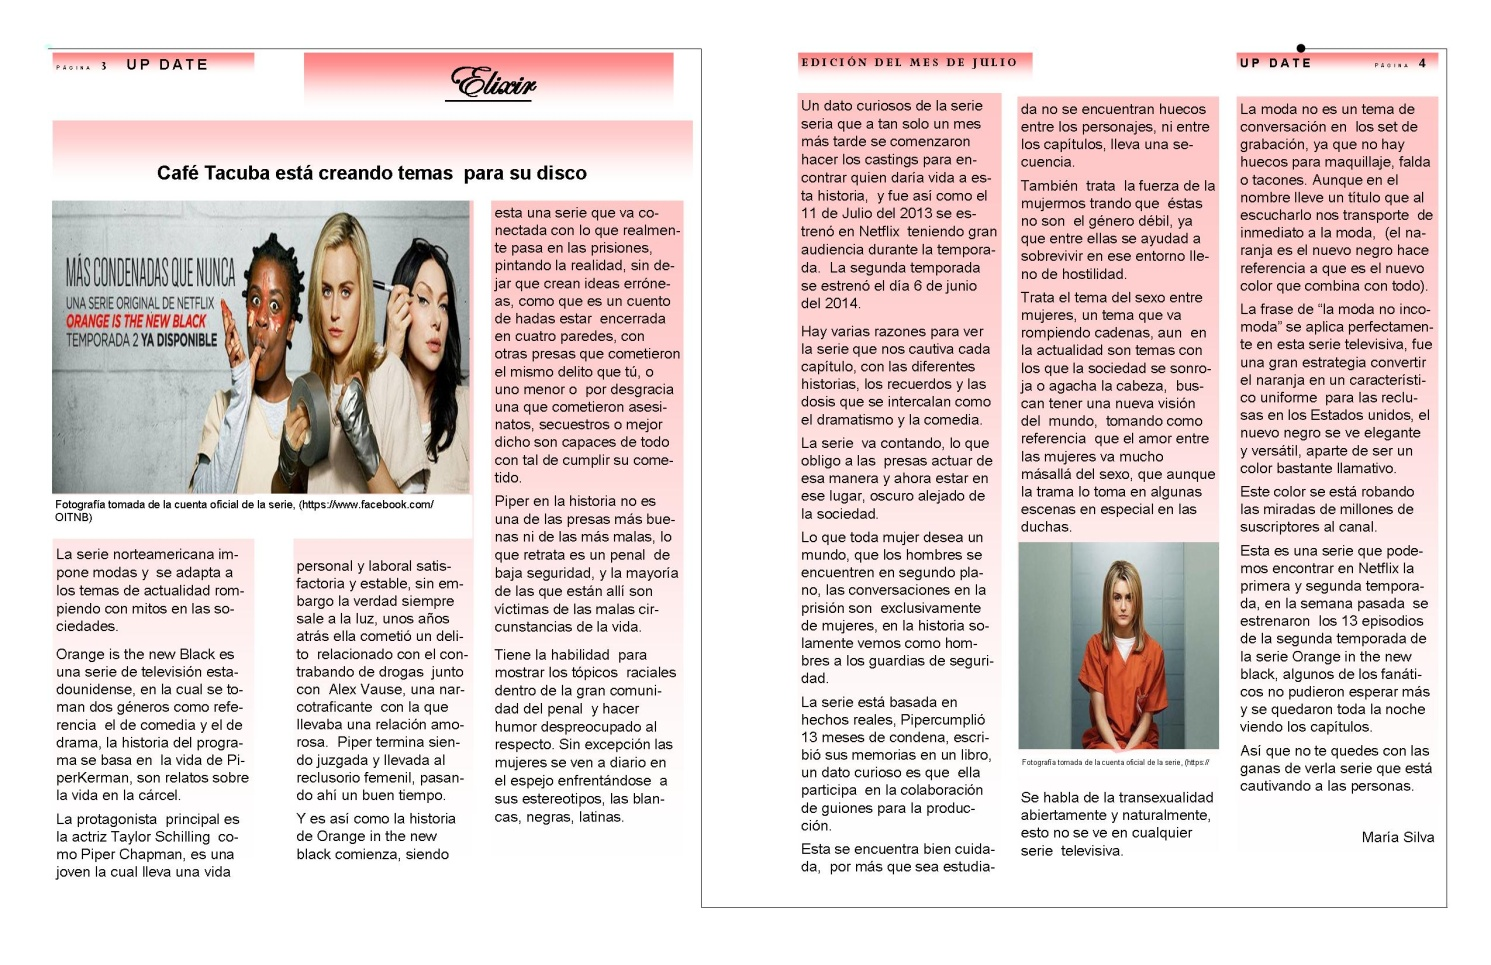 PÁGINA 3 UP DATE
Elixir
Café Tacuba está creando temas para su disco
MÁS CONDENADAS QUE NUNCA
UNA SERIE ORIGINAL DE NETFLIX
ORANGE IS THE NEW BLACK
TEMPORADA 2 YA DISPONIBLE
Fotografía tomada de la cuenta oficial de la serie, (https://www.facebook.com/
OITNB)
La serie norteamericana im-
pone modas y se adapta a
los temas de actualidad rom-
piendo con mitos en las so-
ciedades.
Orange is the new Black es
una serie de televisión esta-
dounidense, en la cual se to-
man dos géneros como refe-
rencia el de comedia y el de
drama, la historia del progra-
ma se basa en la vida de Pi-
perKerman, son relatos sobre
la vida en la cárcel.
La protagonista principal es
la actriz Taylor Schilling co-
mo Piper Chapman, es una
joven la cual lleva una vida
personal y laboral satis-
factoria y estable, sin em-
bargo la verdad siempre
sale a la luz, unos años
atrás ella cometió un deli-
to relacionado con el con-
trabando de drogas junto
con Alex Vause, una nar-
cotraficante con la que
llevaba una relación amo-
rosa. Piper termina sien-
do juzgada y llevada al
reclusorio femenil, pasan-
do ahí un buen tiempo.
Y es así como la historia
de Orange in the new
black comienza, siendo
esta una serie que va co-
nectada con lo que realmen-
te pasa en las prisiones,
pintando la realidad, sin de-
jar que crean ideas erróne-
as, como que es un cuento
de hadas estar encerrada
en cuatro paredes, con
otras presas que cometieron
el mismo delito que tú, o
uno menor o por desgracia
una que cometieron asesi-
natos, secuestros o mejor
dicho son capaces de todo
con tal de cumplir su come-
tido.
Piper en la historia no es
una de las presas más bue-
nas ni de las más malas, lo
que retrata es un penal de
baja seguridad, y la mayoría
de las que están allí son
víctimas de las malas cir-
cunstancias de la vida.
Tiene la habilidad para
mostrar los tópicos raciales
dentro de la gran comuni-
dad del penal y hacer
humor despreocupado al
respecto. Sin excepción las
mujeres se ven a diario en
el espejo enfrentándose a
sus estereotipos, las blan-
cas, negras, latinas.
EDICIÓN DEL MES DE JULIO
UP DATE PÁGINA 4
Un dato curiosos de la serie
seria que a tan solo un mes
más tarde se comenzaron
hacer los castings para en-
contrar quien daría vida a es-
ta historia, y fue así como el
11 de Julio del 2013 se es-
trenó en Netflix teniendo gran
audiencia durante la tempora-
da. La segunda temporada
se estrenó el día 6 de junio
del 2014.
Hay varias razones para ver
la serie que nos cautiva cada
capítulo, con las diferentes
historias, los recuerdos y las
dosis que se intercalan como
el dramatismo y la comedia.
La serie va contando, lo que
obligo a las presas actuar de
esa manera y ahora estar en
ese lugar, oscuro alejado de
la sociedad.
Lo que toda mujer desea un
mundo, que los hombres se
encuentren en segundo pla-
no, las conversaciones en la
prisión son exclusivamente
de mujeres, en la historia so-
lamente vemos como hom-
bres a los guardias de seguri-
dad.
La serie está basada en
hechos reales, Pipercumplió
13 meses de condena, escri-
bió sus memorias en un libro,
un dato curioso es que ella
participa en la colaboración
de guiones para la produc-
ción.
Esta se encuentra bien cuida-
da, por más que sea estudia-
da no se encuentran huecos
entre los personajes, ni entre
los capítulos, lleva una se-
cuencia.
También trata la fuerza de la
mujermos trando que éstas
no son el género débil, ya
que entre ellas se ayudad a
sobrevivir en ese entorno lle-
no de hostilidad.
Trata el tema del sexo entre
mujeres, un tema que va
rompiendo cadenas, aun en
la actualidad son temas con
los que la sociedad se sonro-
ja o agacha la cabeza, bus-
can tener una nueva visión
del mundo, tomando como
referencia que el amor entre
las mujeres va mucho
másallá del sexo, que aunque
la trama lo toma en algunas
escenas en especial en las
duchas.
Fotografía tomada de la cuenta oficial de la serie, (https://
Se habla de la transexualidad
abiertamente y naturalmente,
esto no se ve en cualquier
serie televisiva.
La moda no es un tema de
conversación en los set de
grabación, ya que no hay
huecos para maquillaje, falda
o tacones. Aunque en el
nombre lleve un título que al
escucharlo nos transporte de
inmediato a la moda, (el na-
ranja es el nuevo negro hace
referencia a que es el nuevo
color que combina con todo).
La frase de “la moda no inco-
moda” se aplica perfectamen-
te en esta serie televisiva, fue
una gran estrategia convertir
el naranja en un característi-
co uniforme para las reclu-
sas en los Estados unidos, el
nuevo negro se ve elegante
y versátil, aparte de ser un
color bastante llamativo.
Este color se está robando
las miradas de millones de
suscriptores al canal.
Esta es una serie que pode-
mos encontrar en Netflix la
primera y segunda tempora-
da, en la semana pasada se
estrenaron los 13 episodios
de la segunda temporada de
la serie Orange in the new
black, algunos de los fanáti-
cos no pudieron esperar más
y se quedaron toda la noche
viendo los capítulos.
Así que no te quedes con las
ganas de verla serie que está
cautivando a las personas.
María Silva